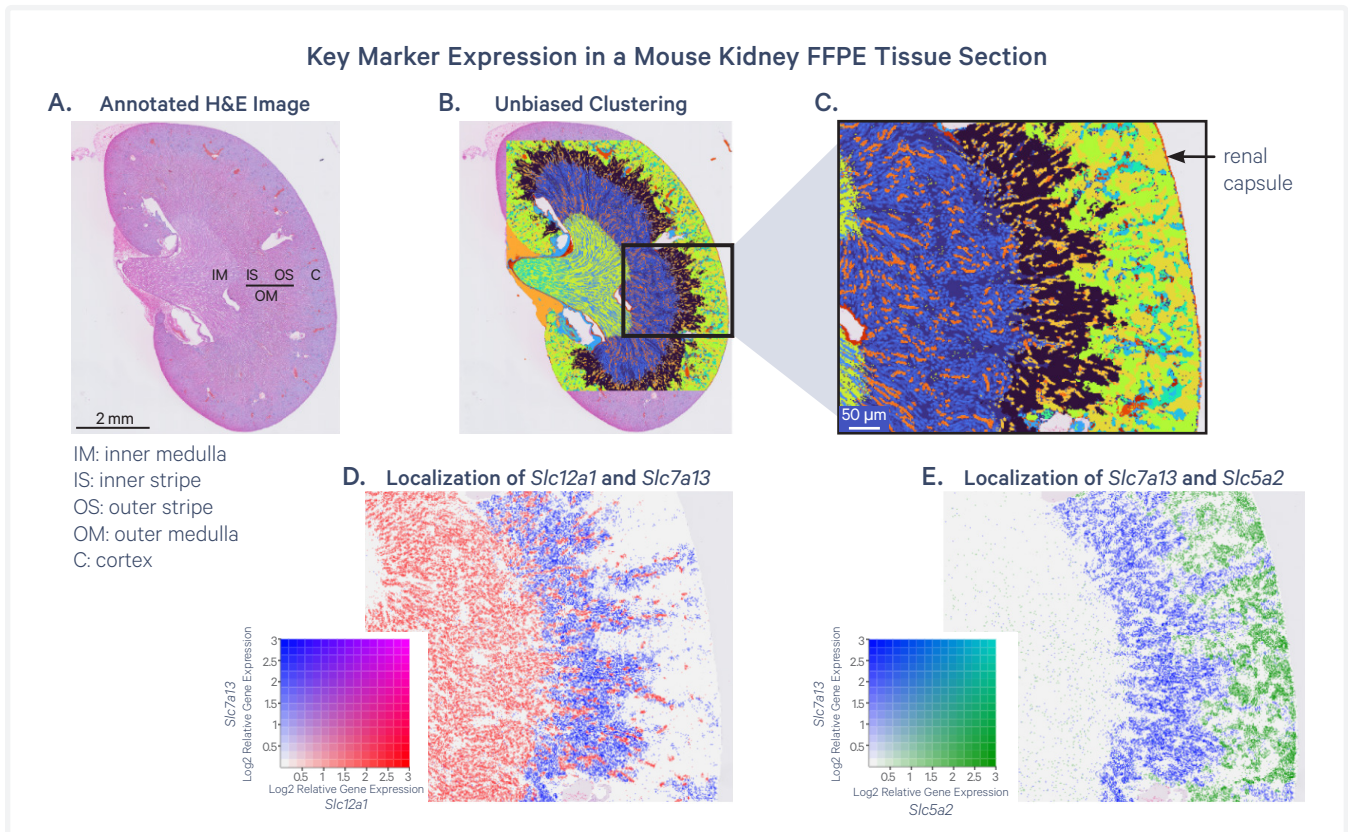 Key Marker Expression in a Mouse Kidney FFPE Tissue Section
A. Annotated H&E Image
B. Unbiased Clustering
C.
IM IS OS C
OM
2 mm
50 µm
renal
capsule
IM: inner medulla
IS: inner stripe
OS: outer stripe
OM: outer medulla
C: cortex
D. Localization of Slc12a1 and Slc7a13
Slc7a13
Log2 Relative Gene Expression
3
2.5
2
1.5
1
0.5
0.5 1 1.5 2 2.5 3
Log2 Relative Gene Expression
Slc12a1
E. Localization of Slc7a13 and Slc5a2
Slc7a13
Log2 Relative Gene Expression
3
2.5
2
1.5
1
0.5
0.5 1 1.5 2 2.5 3
Log2 Relative Gene Expression
Slc5a2